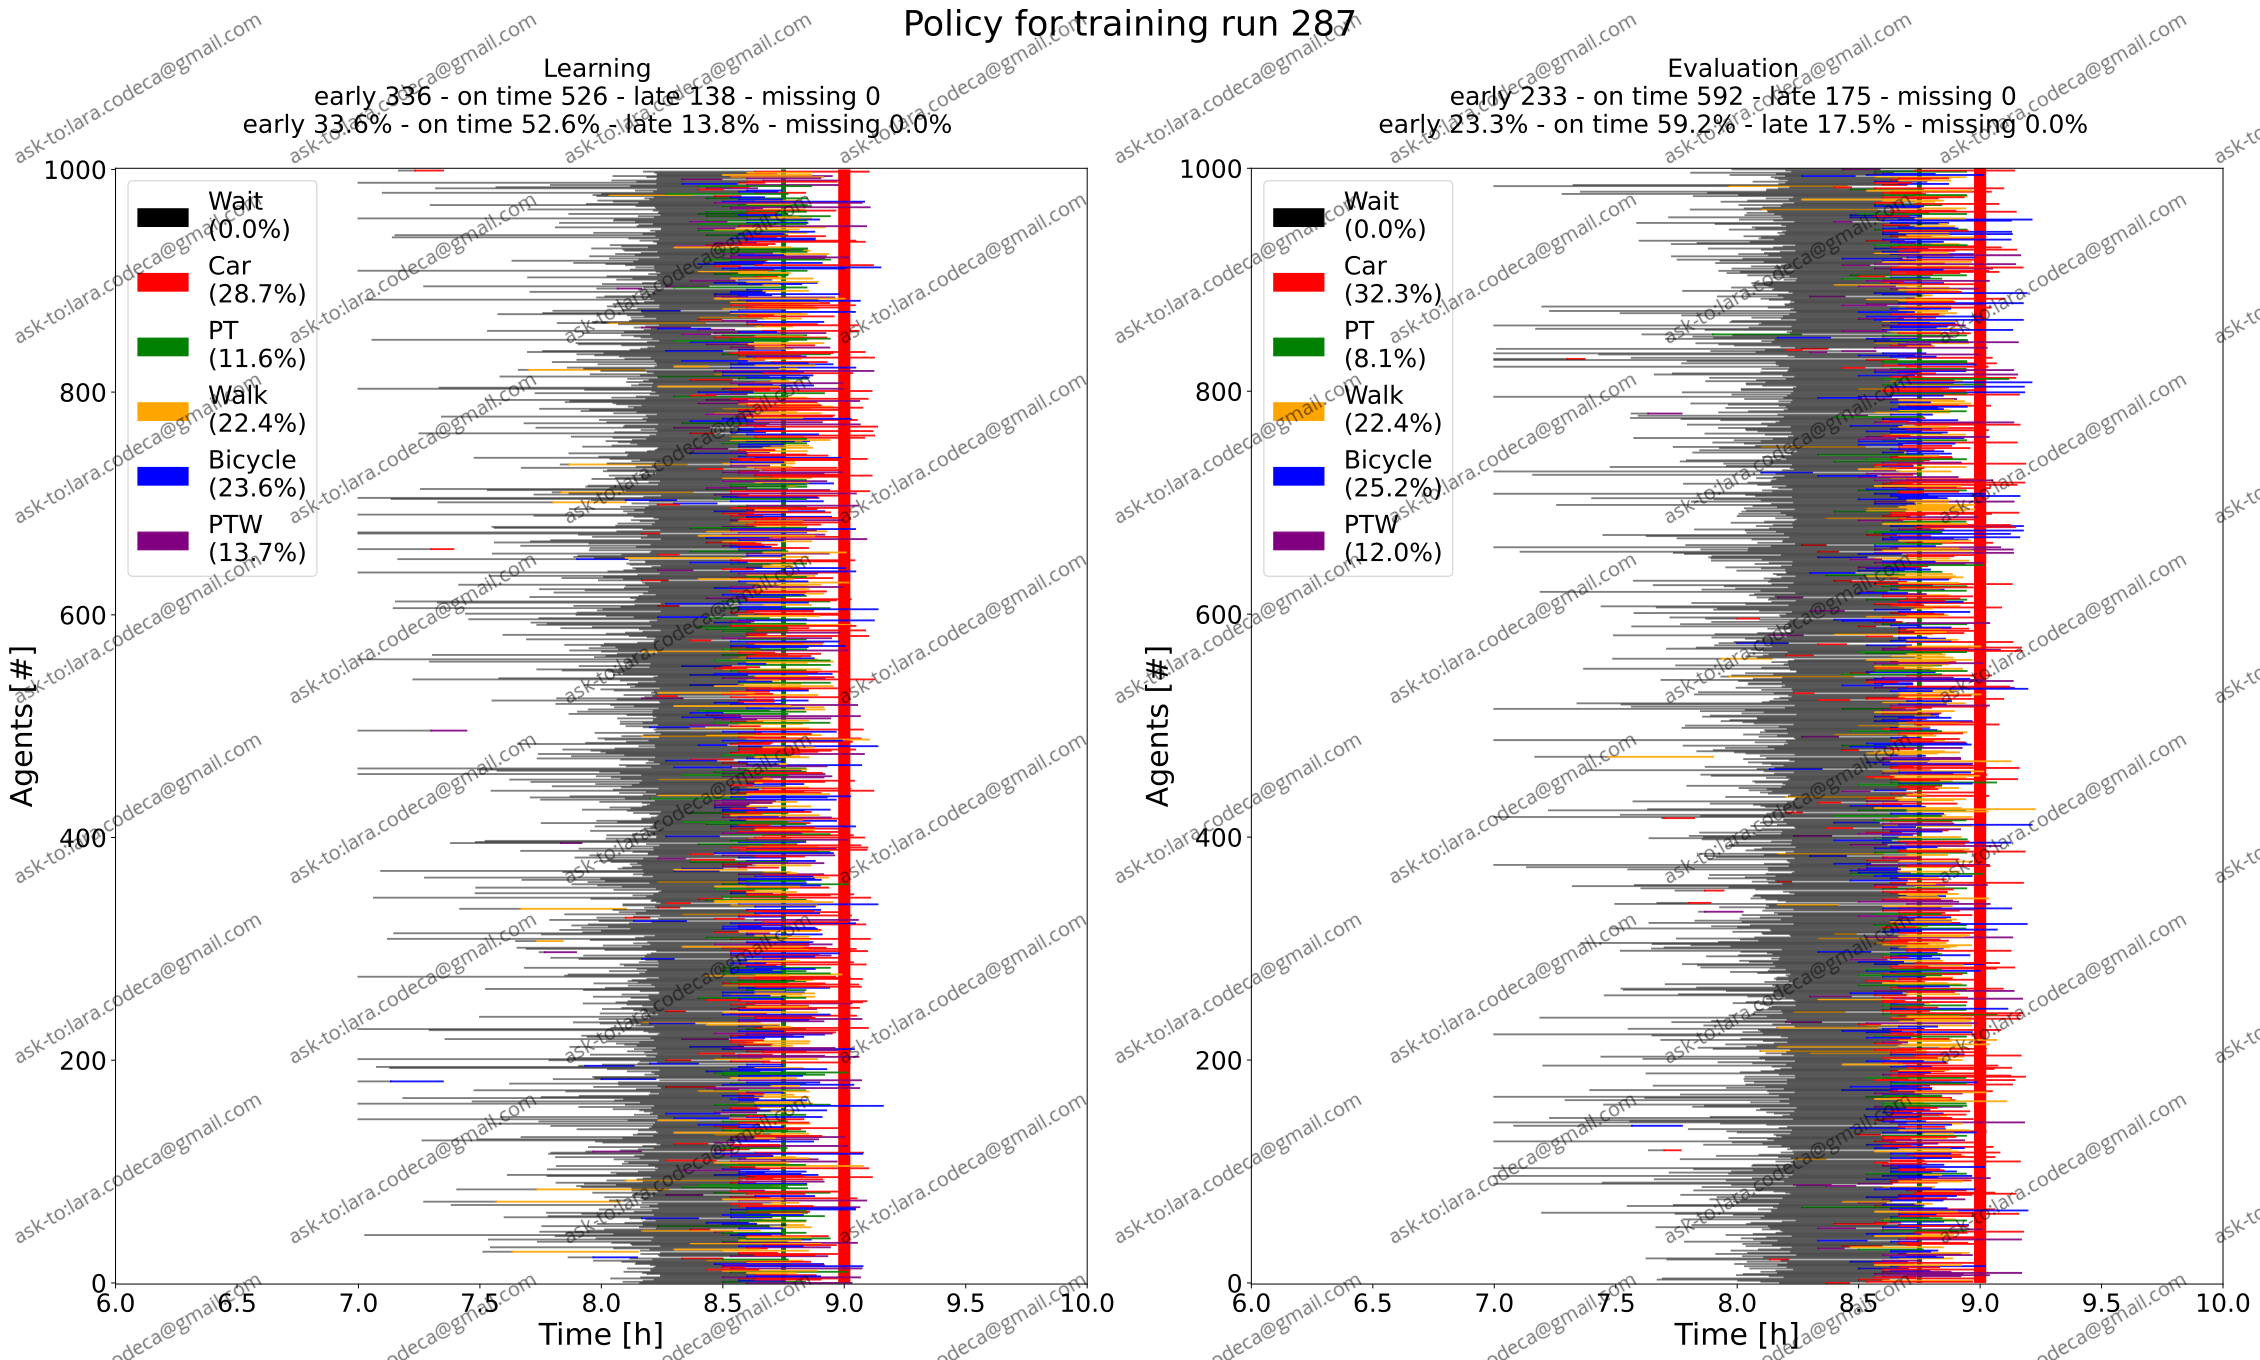 Policy for training run 287
Learning
early 336 - on time 526 - late 138 - missing 0
early 33.6% - on time 52.6% - late 13.8% - missing 0.0%
Wait
(0.0%)
Car
(28.7%)
PT
(11.6%)
Walk
(22.4%)
Bicycle
(23.6%)
PTW
(13.7%)
Agents [#]
1000
800
600
400
200
0
6.0 6.5 7.0 7.5 8.0 8.5 9.0 9.5 10.0
Time [h]
Evaluation
early 233 - on time 592 - late 175 - missing 0
early 23.3% - on time 59.2% - late 17.5% - missing 0.0%
Wait
(0.0%)
Car
(32.3%)
PT
(8.1%)
Walk
(22.4%)
Bicycle
(25.2%)
PTW
(12.0%)
Agents [#]
1000
800
600
400
200
0
6.0 6.5 7.0 7.5 8.0 8.5 9.0 9.5 10.0
Time [h]
ask-to:lara.codeca@gmail.com